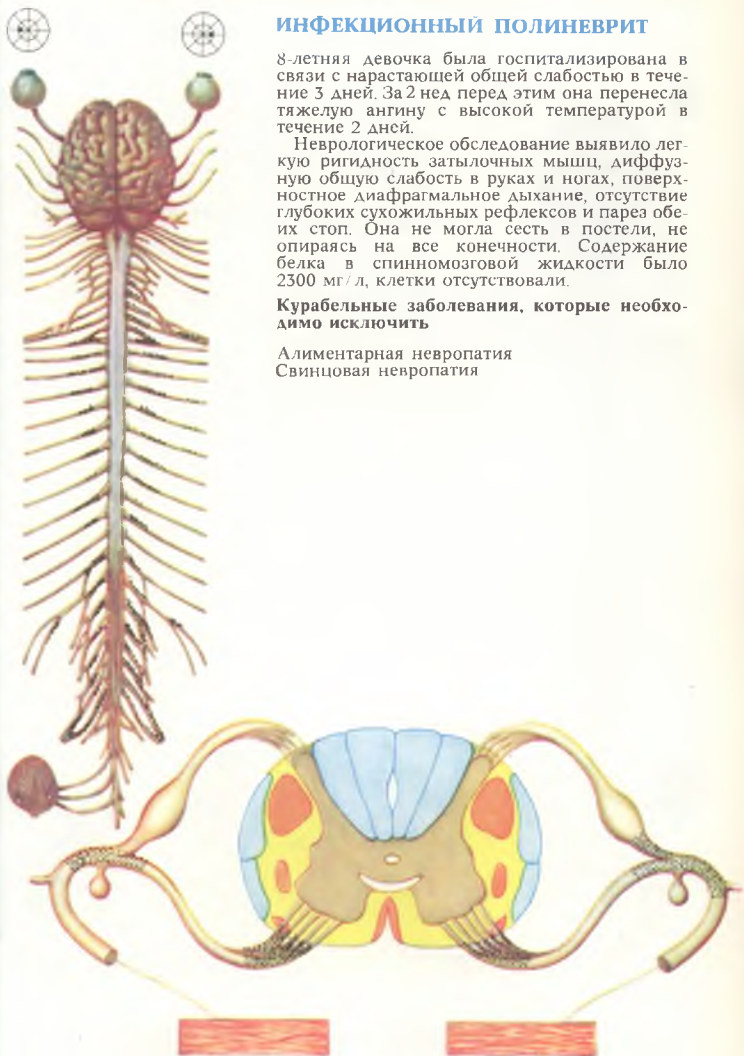 ИНФЕКЦИОННЫЙ ПОЛИНЕВРИТ
8-летняя девочка была госпитализирована в
связи с нарастающей общей слабостью в тече-
ние 3 дней. За 2 нед перед этим она перенесла
тяжелую ангину с высокой температурой в
течение 2 дней.
Неврологическое обследование выявило лег-
кую ригидность затылочных мышц, диффуз-
ную общую слабость в руках и ногах, поверх-
ностное диафрагмальное дыхание, отсутствие
глубоких сухожильных рефлексов и парез обе-
их стоп. Она не могла сесть в постели, не
опираясь на все конечности. Содержание
белка в спинномозговой жидкости было
2300 мг/л, клетки отсутствовали.
Курабельные заболевания, которые необхо-
димо исключить
Алиментарная невропатия
Свинцовая невропатия